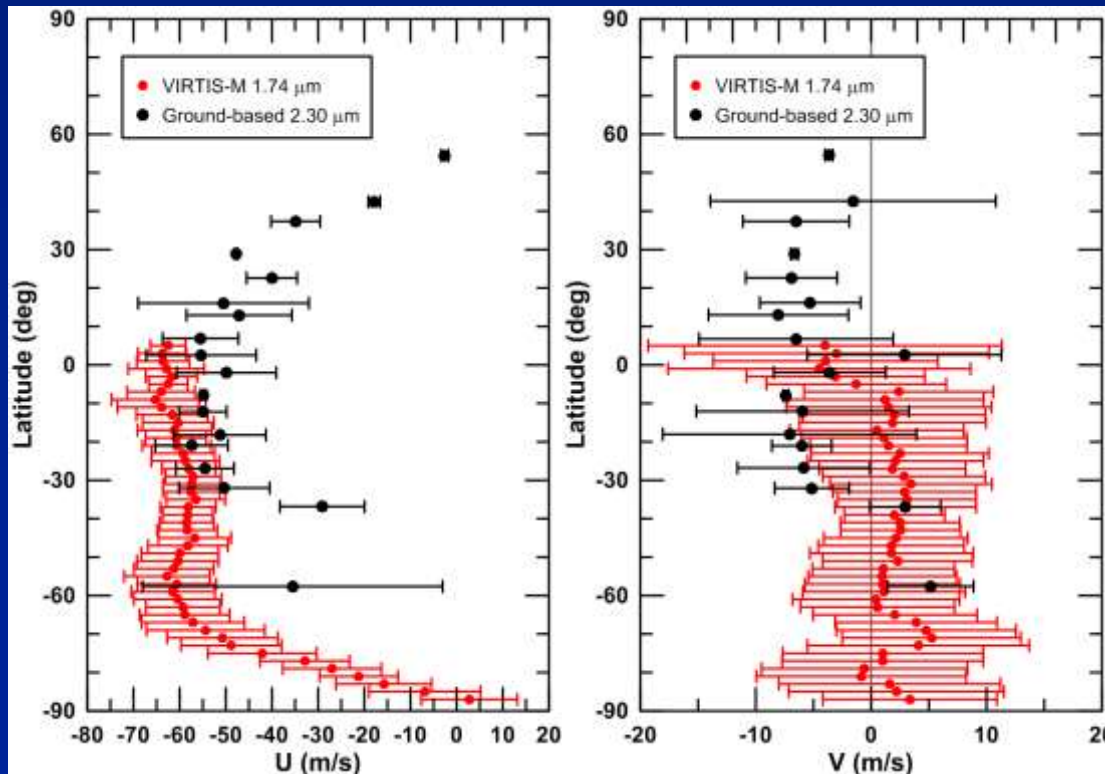 90
60
30
0
-30
-60
-90
Latitude (deg)
VIRTIS-M 1.74 μm
Ground-based 2.30 μm
-80 -70 -60 -50 -40 -30 -20 -10 0 10 20
U (m/s)
90
60
30
0
-30
-60
-90
Latitude (deg)
VIRTIS-M 1.74 μm
Ground-based 2.30 μm
-20 -10 0 10 20
V (m/s)